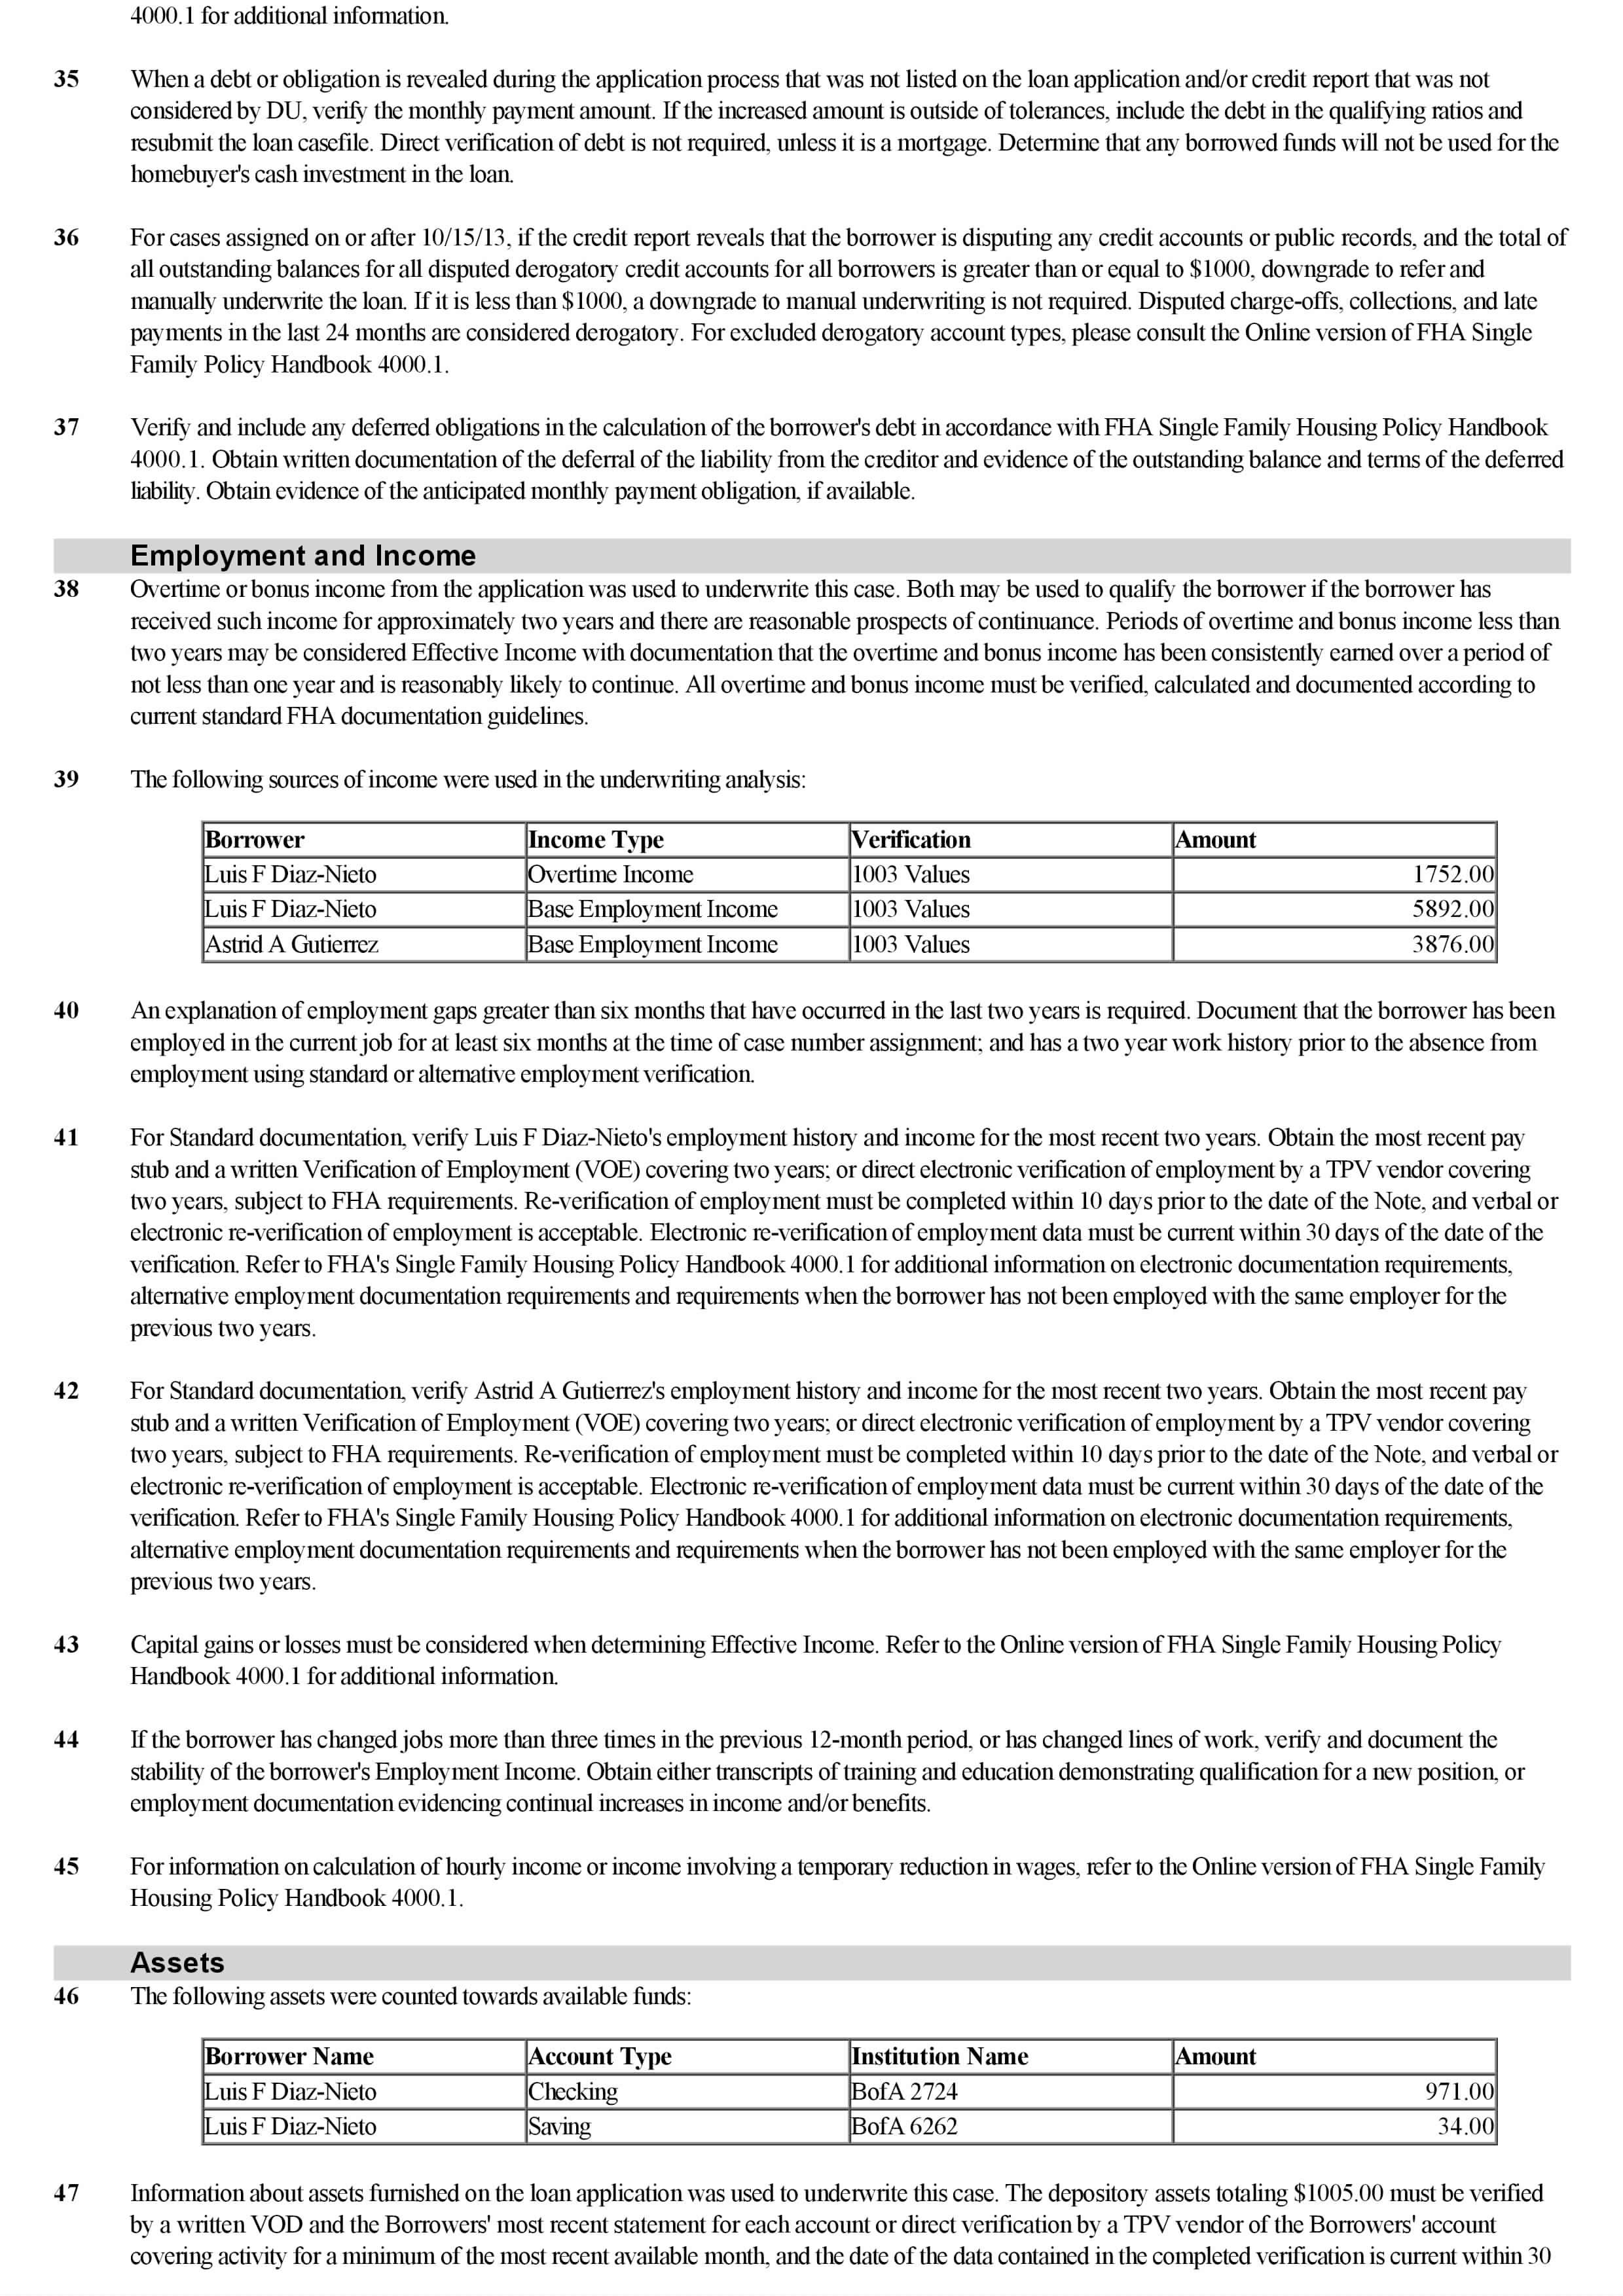 4000.1 for additional information.
35 When a debt or obligation is revealed during the application process that was not listed on the loan application and/or credit report that was not
considered by DU, verify the monthly payment amount. If the increased amount is outside of tolerances, include the debt in the qualifying ratios and
resubmit the loan casefile. Direct verification of debt is not required, unless it is a mortgage. Determine that any borrowed funds will not be used for the
homebuyer's cash investment in the loan.
36 For cases assigned on or after 10/15/13, if the credit report reveals that the borrower is disputing any credit accounts or public records, and the total of
all outstanding balances for all disputed derogatory credit accounts for all borrowers is greater than or equal to $1000, downgrade to refer and
manually underwrite the loan. If it is less than $1000, a downgrade to manual underwriting is not required. Disputed charge-offs, collections, and late
payments in the last 24 months are considered derogatory. For excluded derogatory account types, please consult the Online version of FHA Single
Family Policy Handbook 4000.1.
37 Verify and include any deferred obligations in the calculation of the borrower's debt in accordance with FHA Single Family Housing Policy Handbook
4000.1. Obtain written documentation of the deferral of the liability from the creditor and evidence of the outstanding balance and terms of the deferred
liability. Obtain evidence of the anticipated monthly payment obligation, if available.
Employment and Income
38 Overtime or bonus income from the application was used to underwrite this case. Both may be used to qualify the borrower if the borrower has
received such income for approximately two years and there are reasonable prospects of continuance. Periods of overtime and bonus income less than
two years may be considered Effective Income with documentation that the overtime and bonus income has been consistently earned over a period of
not less than one year and is reasonably likely to continue. All overtime and bonus income must be verified, calculated and documented according to
current standard FHA documentation guidelines.
39 The following sources of income were used in the underwriting analysis:
Borrower Income Type Verification Amount
Luis F Diaz-Nieto Overtime Income 1003 Values 1752.00
Luis F Diaz-Nieto Base Employment Income 1003 Values 5892.00
Astrid A Gutierrez Base Employment Income 1003 Values 3876.00
40 An explanation of employment gaps greater than six months that have occurred in the last two years is required. Document that the borrower has been
employed in the current job for at least six months at the time of case number assignment; and has a two year work history prior to the absence from
employment using standard or alternative employment verification.
41 For Standard documentation, verify Luis F Diaz-Nieto's employment history and income for the most recent two years. Obtain the most recent pay
stub and a written Verification of Employment (VOE) covering two years; or direct electronic verification of employment by a TPV vendor covering
two years, subject to FHA requirements. Re-verification of employment must be completed within 10 days prior to the date of the Note, and verbal or
electronic re-verification of employment is acceptable. Electronic re-verification of employment data must be current within 30 days of the date of the
verification. Refer to FHA's Single Family Housing Policy Handbook 4000.1 for additional information on electronic documentation requirements,
alternative employment documentation requirements and requirements when the borrower has not been employed with the same employer for the
previous two years.
42 For Standard documentation, verify Astrid A Gutierrez's employment history and income for the most recent two years. Obtain the most recent pay
stub and a written Verification of Employment (VOE) covering two years; or direct electronic verification of employment by a TPV vendor covering
two years, subject to FHA requirements. Re-verification of employment must be completed within 10 days prior to the date of the Note, and verbal or
electronic re-verification of employment is acceptable. Electronic re-verification of employment data must be current within 30 days of the date of the
verification. Refer to FHA's Single Family Housing Policy Handbook 4000.1 for additional information on electronic documentation requirements,
alternative employment documentation requirements and requirements when the borrower has not been employed with the same employer for the
previous two years.
43 Capital gains or losses must be considered when determining Effective Income. Refer to the Online version of FHA Single Family Housing Policy
Handbook 4000.1 for additional information.
44 If the borrower has changed jobs more than three times in the previous 12-month period, or has changed lines of work, verify and document the
stability of the borrower's Employment Income. Obtain either transcripts of training and education demonstrating qualification for a new position, or
employment documentation evidencing continual increases in income and/or benefits.
45 For information on calculation of hourly income or income involving a temporary reduction in wages, refer to the Online version of FHA Single Family
Housing Policy Handbook 4000.1.
Assets
46 The following assets were counted towards available funds:
Borrower Name Account Type Institution Name Amount
Luis F Diaz-Nieto Checking BofA 2724 971.00
Luis F Diaz-Nieto Saving BofA 6262 34.00
47 Information about assets furnished on the loan application was used to underwrite this case. The depository assets totaling $1005.00 must be verified
by a written VOD and the Borrowers' most recent statement for each account or direct verification by a TPV vendor of the Borrowers' account
covering activity for a minimum of the most recent available month, and the date of the data contained in the completed verification is current within 30